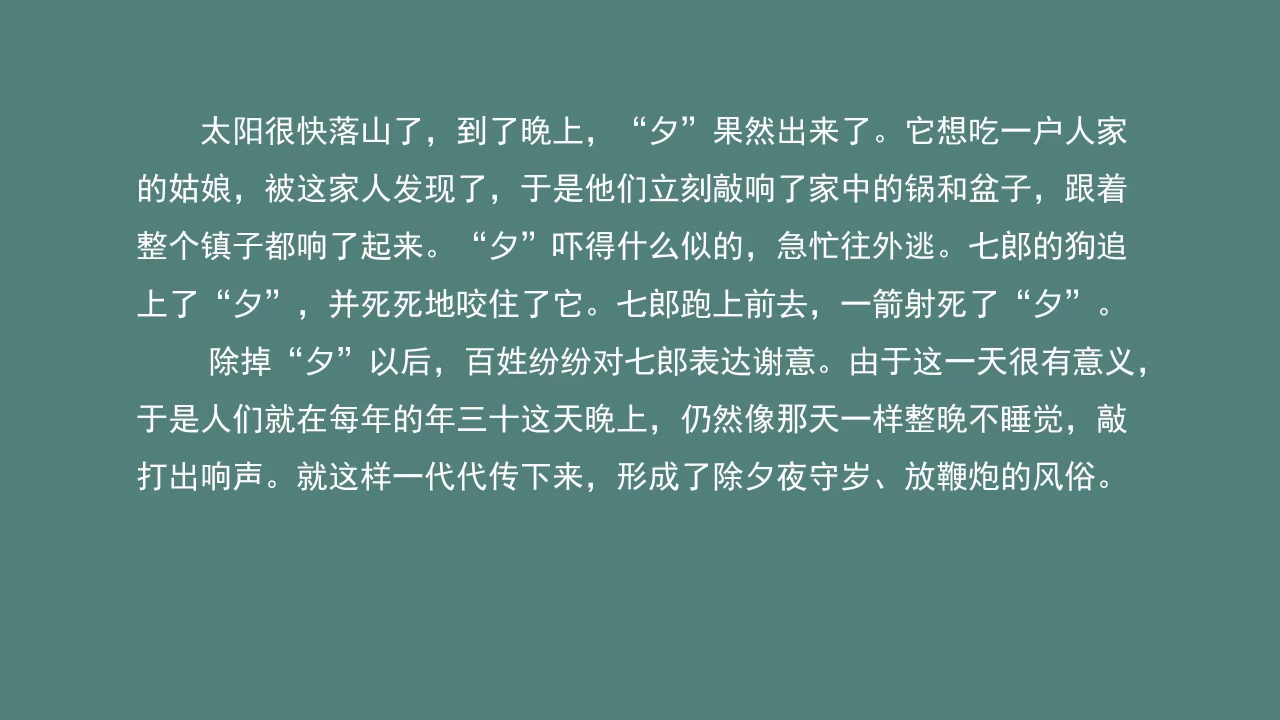 太阳很快落山了，到了晚上，“夕”果然出来了。它想吃一户人家
的姑娘，被这家人发现了，于是他们立刻敲响了家中的锅和盆子，跟着
整个镇子都响了起来。“夕”吓得什么似的，急忙往外逃。七郎的狗追
上了“夕”，并死死地咬住了它。七郎跑上前去，一箭射死了“夕”。
除掉“夕”以后，百姓纷纷对七郎表达谢意。由于这一天很有意义，
于是人们就在每年的年三十这天晚上，仍然像那天一样整晚不睡觉，敲
打出响声。就这样一代代传下来，形成了除夕夜守岁、放鞭炮的风俗。